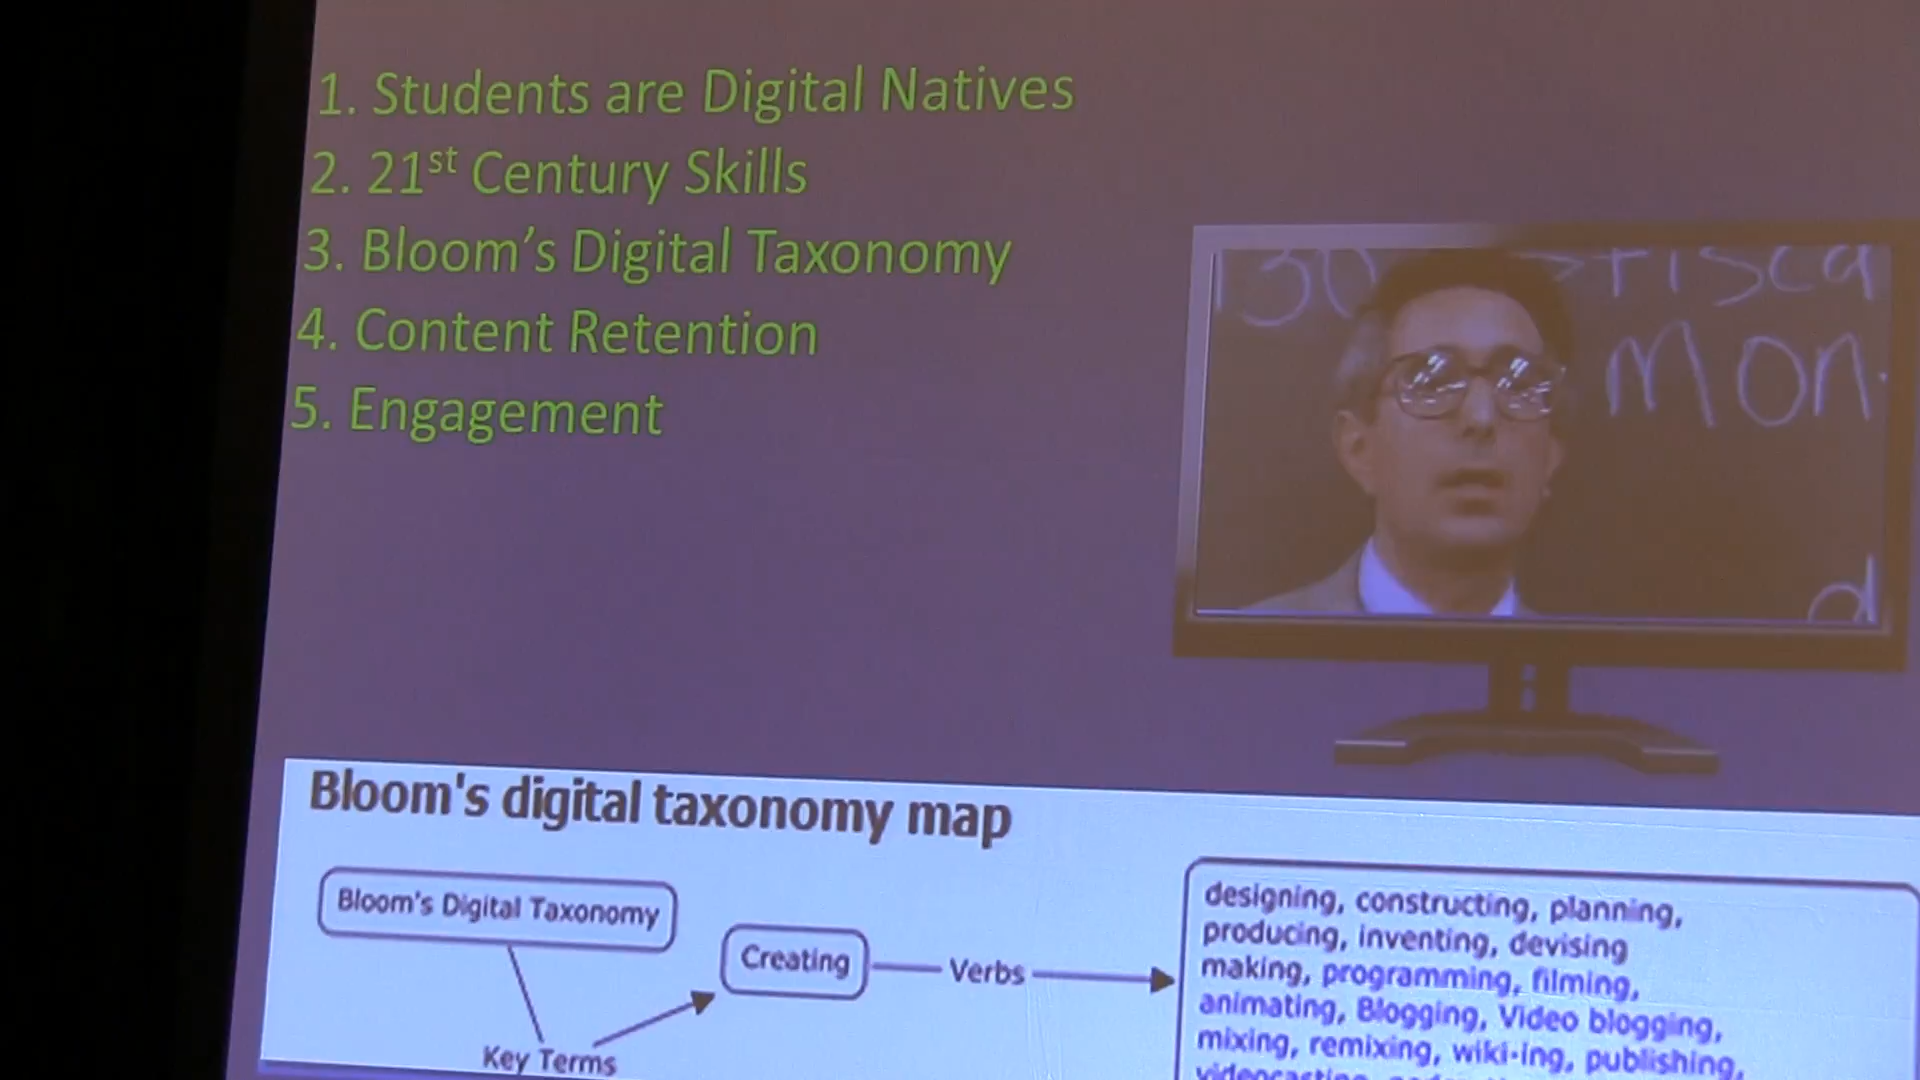 1. Students are Digital Natives
2. 21st Century Skills
3. Bloom's Digital Taxonomy
4. Content Retention
5. Engagement
130
Mon.
d
Bloom's digital taxonomy map
Bloom's Digital Taxonomy
Key Terms
Creating
Verbs
designing, constructing, planning,
producing, inventing, devising
making, programming, filming,
animating, Blogging, Video blogging,
mixing, remixing, wiki-ing, publishing,